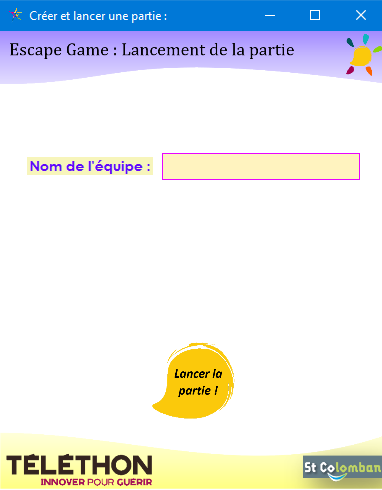 Créer et lancer une partie :
Escape Game : Lancement de la partie
Nom de l'équipe :
Lancer la
partie !
TÉLÉTHON
INNOVER POUR GUÉRIR
St Colomban